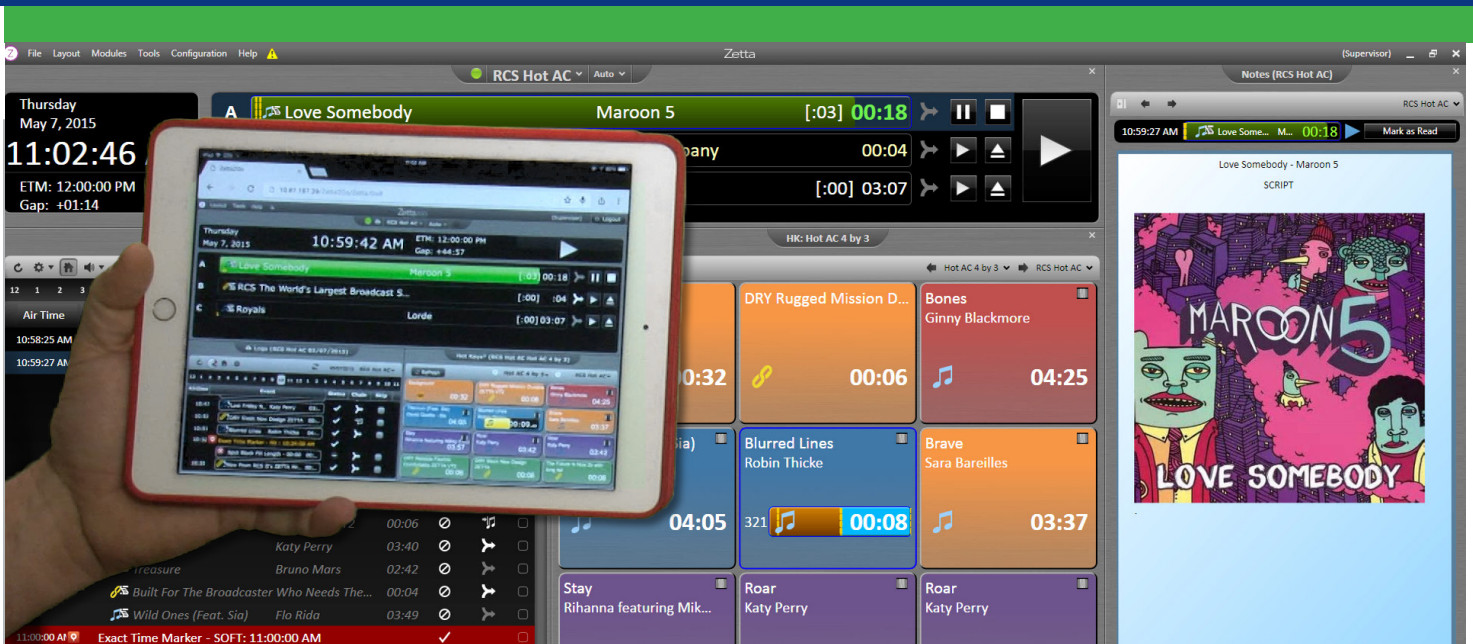 Z File Layout Modules Tools Configuration Help
Zetta
(Supervisor)
RCS Hot AC Auto
Thursday
May 7, 2015
11:02:46
ETM: 12:00:00 PM
Gap: +01:14
A Love Somebody Maroon 5 [:03] 00:18
pany 00:04
[:00] 03:07
Notes (RCS Hot AC)
RCS Hot AC
10:59:27 AM Love Some... M... 00:18 Mark as Read
Love Somebody - Maroon 5
SCRIPT
MAROON 5
LOVE SOMEBODY
HK: Hot AC 4 by 3
Hot AC 4 by 3 RCS Hot AC
0:32
DRY Rugged Mission D...
00:06
Bones
Ginny Blackmore
04:25
Sia)
04:05
Blurred Lines
Robin Thicke
321 00:08
Brave
Sara Bareilles
03:37
Stay
Rihanna featuring Mik...
Roar
Katy Perry
Roar
Katy Perry
12 1 2 3
Air Time
10:58:25 AM
10:59:27 AM
00:06
Katy Perry 03:40
Treasure Bruno Mars 02:42
Built For The Broadcaster Who Needs The... 00:04
Wild Ones (Feat. Sia) Flo Rida 03:49
11:00:00 AM Exact Time Marker - SOFT: 11:00:00 AM
Thursday
May 7, 2015
10:59:42 AM
ETM: 12:00:00 PM
Gap: +44:57
A Love Somebody Maroon 5 [:03] 00:18
B RCS The World's Largest Broadcast S... [:00] :04
C Royals Lorde [:00] 03:07